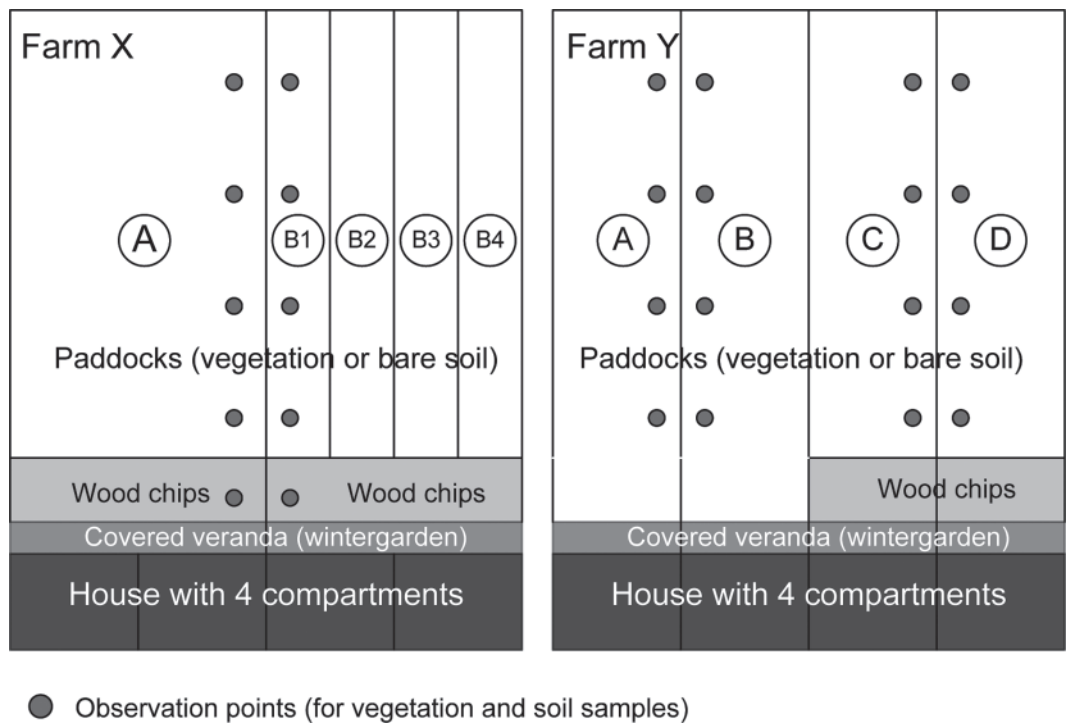 Farm X
A
B1
B2
B3
B4
Paddocks (vegetation or bare soil)
Wood chips
Wood chips
Covered veranda (wintergarden)
House with 4 compartments
Farm Y
A
B
C
D
Paddocks (vegetation or bare soil)
Wood chips
Covered veranda (wintergarden)
House with 4 compartments
Observation points (for vegetation and soil samples)